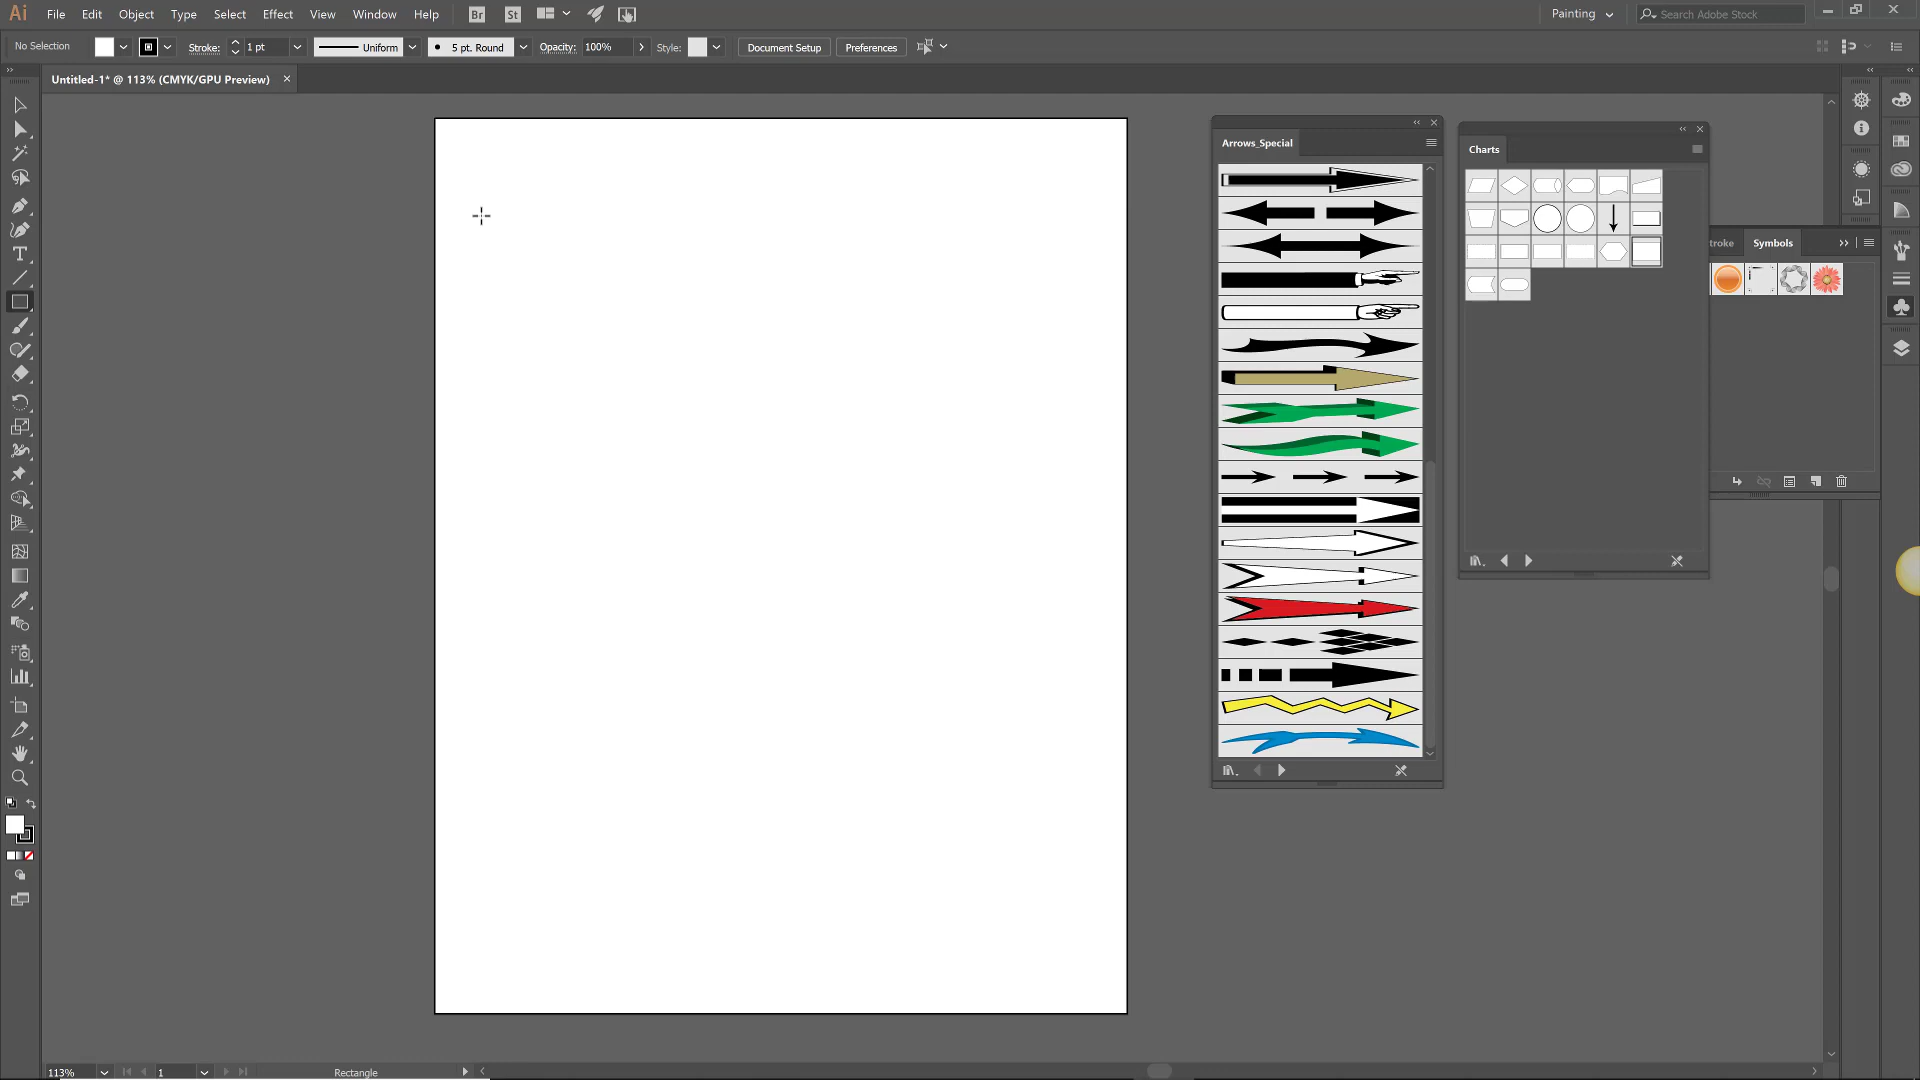 Ai File Edit Object Type Select Effect View Window Help Br St Painting Search Adobe Stock
No Selection Stroke: 1 pt Uniform 5 pt. Round Opacity: 100% Style: Document Setup Preferences
Untitled-1* @ 113% (CMYK/GPU Preview)
Arrows_Special
Charts
troke Symbols
113% 1 Rectangle